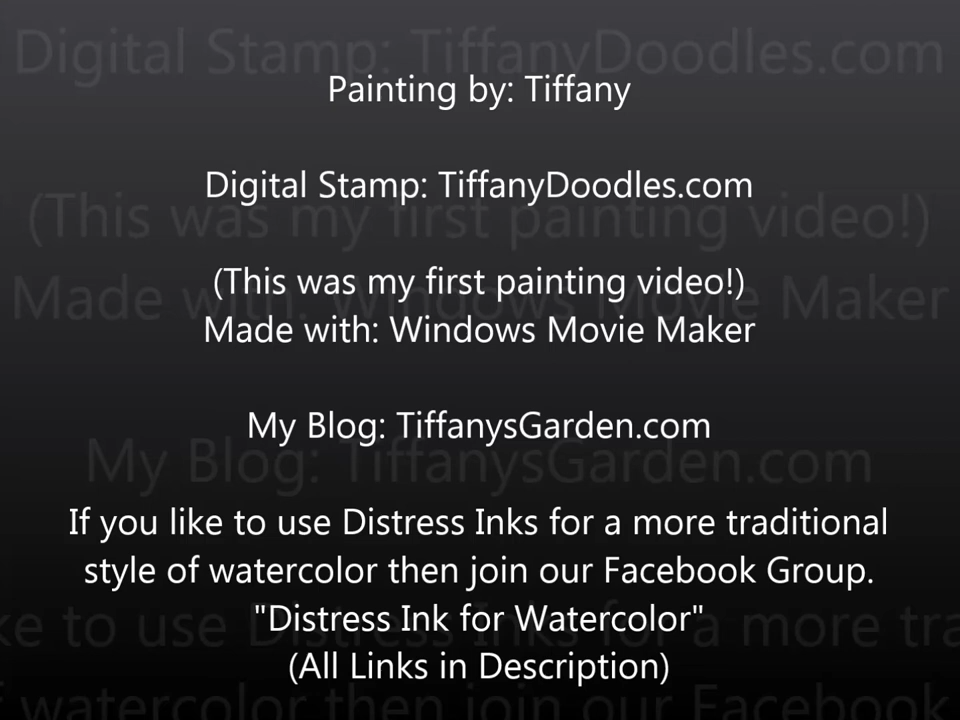 Painting by: Tiffany
Digital Stamp: TiffanyDoodles.com
(This was my first painting video!)
Made with: Windows Movie Maker
My Blog: TiffanysGarden.com
If you like to use Distress Inks for a more traditional
style of watercolor then join our Facebook Group.
"Distress Ink for Watercolor"
(All Links in Description)